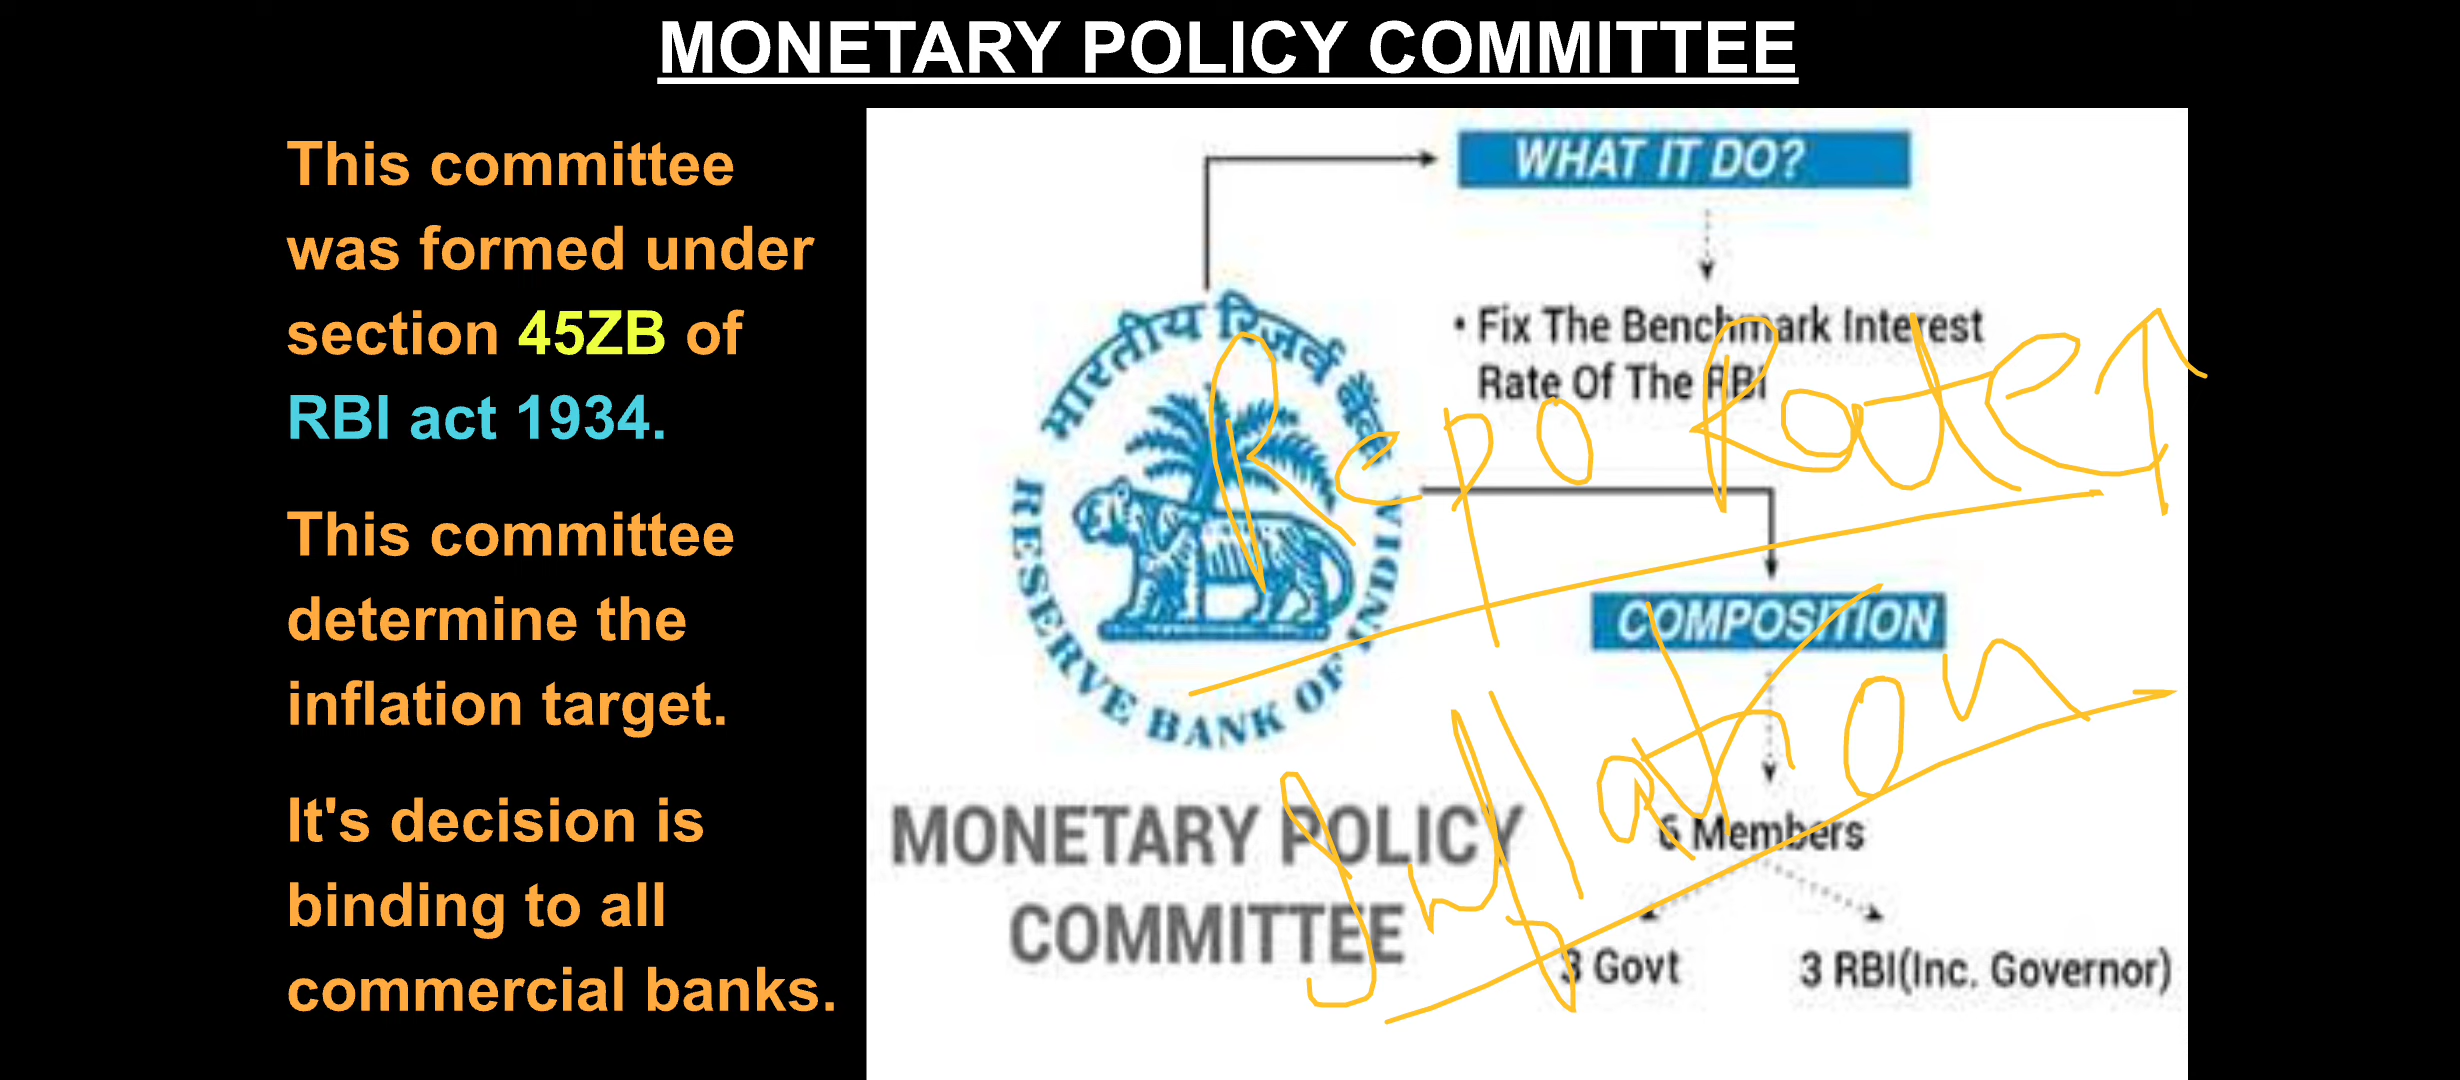 MONETARY POLICY COMMITTEE
This committee
was formed under
section 45ZB of
RBI act 1934.
This committee
determine the
inflation target.
It's decision is
binding to all
commercial banks.
WHAT IT DO?
• Fix The Benchmark Interest
Rate Of The RBI
भारतीय रिज़र्व बैंक
RESERVE BANK OF INDIA
Repo Rate ↑
COMPOSITION
Inflation
MONETARY POLICY
COMMITTEE
6 Members
3 Govt
3 RBI(Inc. Governor)